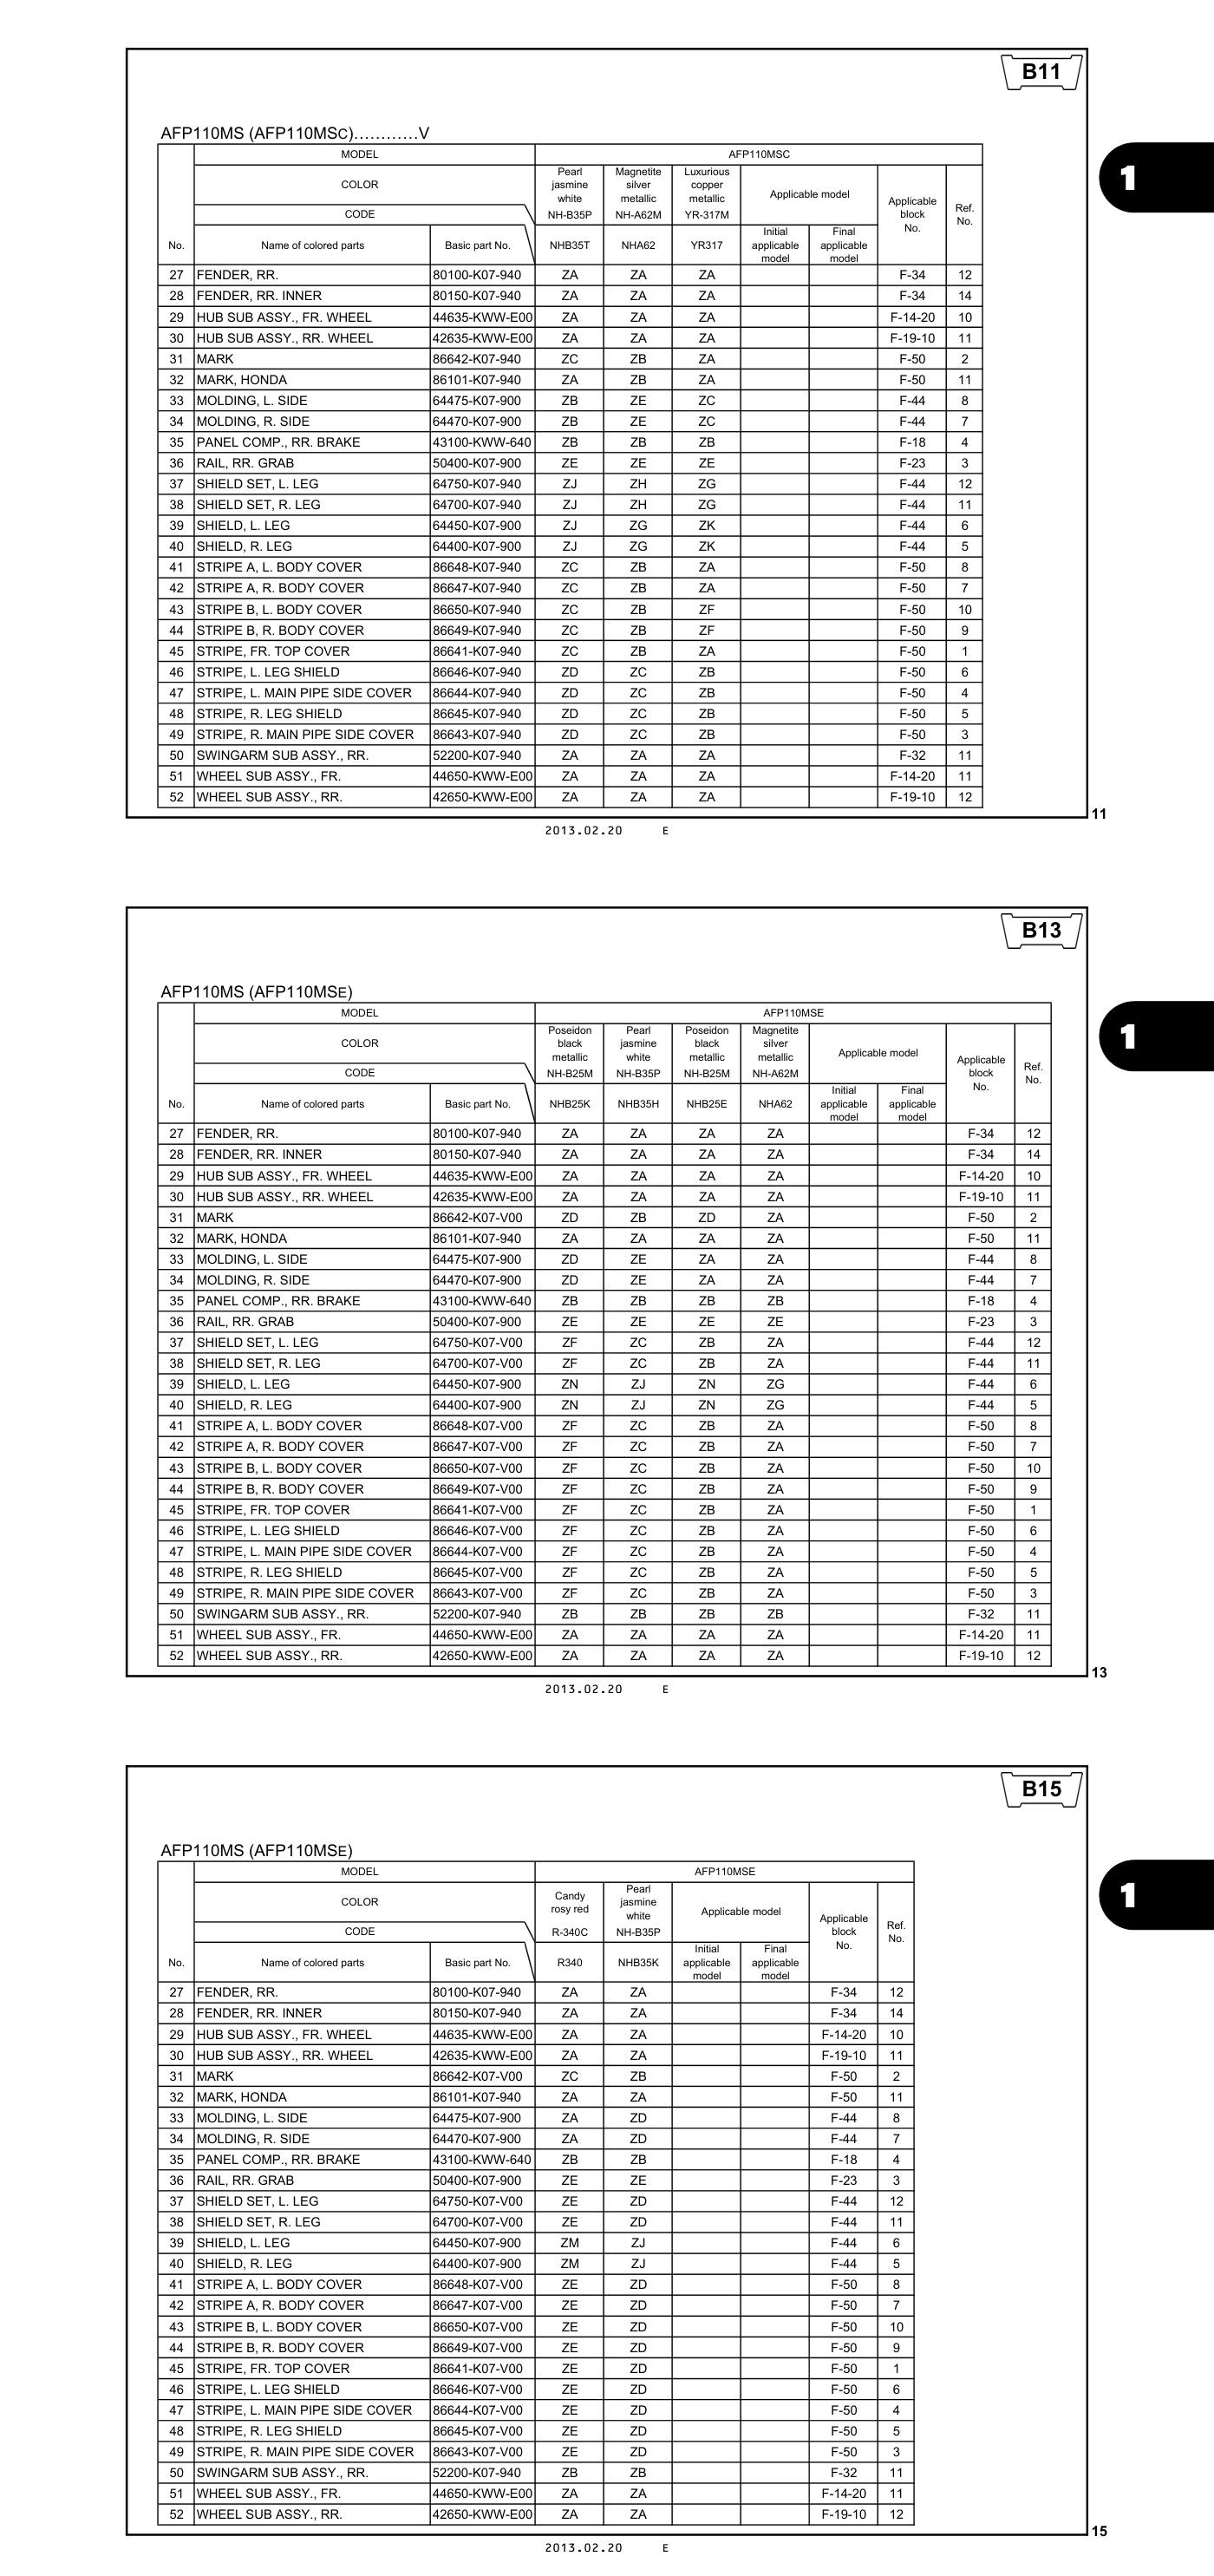 B11
1
AFP110MS (AFP110MSC)............V
MODEL AFP110MSC
COLOR Pearl jasmine white Magnetite silver metallic Luxurious copper metallic Applicable model Applicable block No. Ref. No.
CODE NH-B35P NH-A62M YR-317M
No. Name of colored parts Basic part No. NHB35T NHA62 YR317 Initial applicable model Final applicable model
27 FENDER, RR. 80100-K07-940 ZA ZA ZA F-34 12
28 FENDER, RR. INNER 80150-K07-940 ZA ZA ZA F-34 14
29 HUB SUB ASSY., FR. WHEEL 44635-KWW-E00 ZA ZA ZA F-14-20 10
30 HUB SUB ASSY., RR. WHEEL 42635-KWW-E00 ZA ZA ZA F-19-10 11
31 MARK 86642-K07-940 ZC ZB ZA F-50 2
32 MARK, HONDA 86101-K07-940 ZA ZB ZA F-50 11
33 MOLDING, L. SIDE 64475-K07-900 ZB ZE ZC F-44 8
34 MOLDING, R. SIDE 64470-K07-900 ZB ZE ZC F-44 7
35 PANEL COMP., RR. BRAKE 43100-KWW-640 ZB ZB ZB F-18 4
36 RAIL, RR. GRAB 50400-K07-900 ZE ZE ZE F-23 3
37 SHIELD SET, L. LEG 64750-K07-940 ZJ ZH ZG F-44 12
38 SHIELD SET, R. LEG 64700-K07-940 ZJ ZH ZG F-44 11
39 SHIELD, L. LEG 64450-K07-900 ZJ ZG ZK F-44 6
40 SHIELD, R. LEG 64400-K07-900 ZJ ZG ZK F-44 5
41 STRIPE A, L. BODY COVER 86648-K07-940 ZC ZB ZA F-50 8
42 STRIPE A, R. BODY COVER 86647-K07-940 ZC ZB ZA F-50 7
43 STRIPE B, L. BODY COVER 86650-K07-940 ZC ZB ZF F-50 10
44 STRIPE B, R. BODY COVER 86649-K07-940 ZC ZB ZF F-50 9
45 STRIPE, FR. TOP COVER 86641-K07-940 ZC ZB ZA F-50 1
46 STRIPE, L. LEG SHIELD 86646-K07-940 ZD ZC ZB F-50 6
47 STRIPE, L. MAIN PIPE SIDE COVER 86644-K07-940 ZD ZC ZB F-50 4
48 STRIPE, R. LEG SHIELD 86645-K07-940 ZD ZC ZB F-50 5
49 STRIPE, R. MAIN PIPE SIDE COVER 86643-K07-940 ZD ZC ZB F-50 3
50 SWINGARM SUB ASSY., RR. 52200-K07-940 ZA ZA ZA F-32 11
51 WHEEL SUB ASSY., FR. 44650-KWW-E00 ZA ZA ZA F-14-20 11
52 WHEEL SUB ASSY., RR. 42650-KWW-E00 ZA ZA ZA F-19-10 12
11
2013.02.20 E
B13
1
AFP110MS (AFP110MSE)
MODEL AFP110MSE
COLOR Poseidon black metallic Pearl jasmine white Poseidon black metallic Magnetite silver metallic Applicable model Applicable block No. Ref. No.
CODE NH-B25M NH-B35P NH-B25M NH-A62M
No. Name of colored parts Basic part No. NHB25K NHB35H NHB25E NHA62 Initial applicable model Final applicable model
27 FENDER, RR. 80100-K07-940 ZA ZA ZA ZA F-34 12
28 FENDER, RR. INNER 80150-K07-940 ZA ZA ZA ZA F-34 14
29 HUB SUB ASSY., FR. WHEEL 44635-KWW-E00 ZA ZA ZA ZA F-14-20 10
30 HUB SUB ASSY., RR. WHEEL 42635-KWW-E00 ZA ZA ZA ZA F-19-10 11
31 MARK 86642-K07-V00 ZD ZB ZD ZA F-50 2
32 MARK, HONDA 86101-K07-940 ZA ZA ZA ZA F-50 11
33 MOLDING, L. SIDE 64475-K07-900 ZD ZE ZA ZA F-44 8
34 MOLDING, R. SIDE 64470-K07-900 ZD ZE ZA ZA F-44 7
35 PANEL COMP., RR. BRAKE 43100-KWW-640 ZB ZB ZB ZB F-18 4
36 RAIL, RR. GRAB 50400-K07-900 ZE ZE ZE ZE F-23 3
37 SHIELD SET, L. LEG 64750-K07-V00 ZF ZC ZB ZA F-44 12
38 SHIELD SET, R. LEG 64700-K07-V00 ZF ZC ZB ZA F-44 11
39 SHIELD, L. LEG 64450-K07-900 ZN ZJ ZN ZG F-44 6
40 SHIELD, R. LEG 64400-K07-900 ZN ZJ ZN ZG F-44 5
41 STRIPE A, L. BODY COVER 86648-K07-V00 ZF ZC ZB ZA F-50 8
42 STRIPE A, R. BODY COVER 86647-K07-V00 ZF ZC ZB ZA F-50 7
43 STRIPE B, L. BODY COVER 86650-K07-V00 ZF ZC ZB ZA F-50 10
44 STRIPE B, R. BODY COVER 86649-K07-V00 ZF ZC ZB ZA F-50 9
45 STRIPE, FR. TOP COVER 86641-K07-V00 ZF ZC ZB ZA F-50 1
46 STRIPE, L. LEG SHIELD 86646-K07-V00 ZF ZC ZB ZA F-50 6
47 STRIPE, L. MAIN PIPE SIDE COVER 86644-K07-V00 ZF ZC ZB ZA F-50 4
48 STRIPE, R. LEG SHIELD 86645-K07-V00 ZF ZC ZB ZA F-50 5
49 STRIPE, R. MAIN PIPE SIDE COVER 86643-K07-V00 ZF ZC ZB ZA F-50 3
50 SWINGARM SUB ASSY., RR. 52200-K07-940 ZB ZB ZB ZB F-32 11
51 WHEEL SUB ASSY., FR. 44650-KWW-E00 ZA ZA ZA ZA F-14-20 11
52 WHEEL SUB ASSY., RR. 42650-KWW-E00 ZA ZA ZA ZA F-19-10 12
13
2013.02.20 E
B15
1
AFP110MS (AFP110MSE)
MODEL AFP110MSE
COLOR Candy rosy red Pearl jasmine white Applicable model Applicable block No. Ref. No.
CODE R-340C NH-B35P
No. Name of colored parts Basic part No. R340 NHB35K Initial applicable model Final applicable model
27 FENDER, RR. 80100-K07-940 ZA ZA F-34 12
28 FENDER, RR. INNER 80150-K07-940 ZA ZA F-34 14
29 HUB SUB ASSY., FR. WHEEL 44635-KWW-E00 ZA ZA F-14-20 10
30 HUB SUB ASSY., RR. WHEEL 42635-KWW-E00 ZA ZA F-19-10 11
31 MARK 86642-K07-V00 ZC ZB F-50 2
32 MARK, HONDA 86101-K07-940 ZA ZA F-50 11
33 MOLDING, L. SIDE 64475-K07-900 ZA ZD F-44 8
34 MOLDING, R. SIDE 64470-K07-900 ZA ZD F-44 7
35 PANEL COMP., RR. BRAKE 43100-KWW-640 ZB ZB F-18 4
36 RAIL, RR. GRAB 50400-K07-900 ZE ZE F-23 3
37 SHIELD SET, L. LEG 64750-K07-V00 ZE ZD F-44 12
38 SHIELD SET, R. LEG 64700-K07-V00 ZE ZD F-44 11
39 SHIELD, L. LEG 64450-K07-900 ZM ZJ F-44 6
40 SHIELD, R. LEG 64400-K07-900 ZM ZJ F-44 5
41 STRIPE A, L. BODY COVER 86648-K07-V00 ZE ZD F-50 8
42 STRIPE A, R. BODY COVER 86647-K07-V00 ZE ZD F-50 7
43 STRIPE B, L. BODY COVER 86650-K07-V00 ZE ZD F-50 10
44 STRIPE B, R. BODY COVER 86649-K07-V00 ZE ZD F-50 9
45 STRIPE, FR. TOP COVER 86641-K07-V00 ZE ZD F-50 1
46 STRIPE, L. LEG SHIELD 86646-K07-V00 ZE ZD F-50 6
47 STRIPE, L. MAIN PIPE SIDE COVER 86644-K07-V00 ZE ZD F-50 4
48 STRIPE, R. LEG SHIELD 86645-K07-V00 ZE ZD F-50 5
49 STRIPE, R. MAIN PIPE SIDE COVER 86643-K07-V00 ZE ZD F-50 3
50 SWINGARM SUB ASSY., RR. 52200-K07-940 ZB ZB F-32 11
51 WHEEL SUB ASSY., FR. 44650-KWW-E00 ZA ZA F-14-20 11
52 WHEEL SUB ASSY., RR. 42650-KWW-E00 ZA ZA F-19-10 12
15
2013.02.20 E